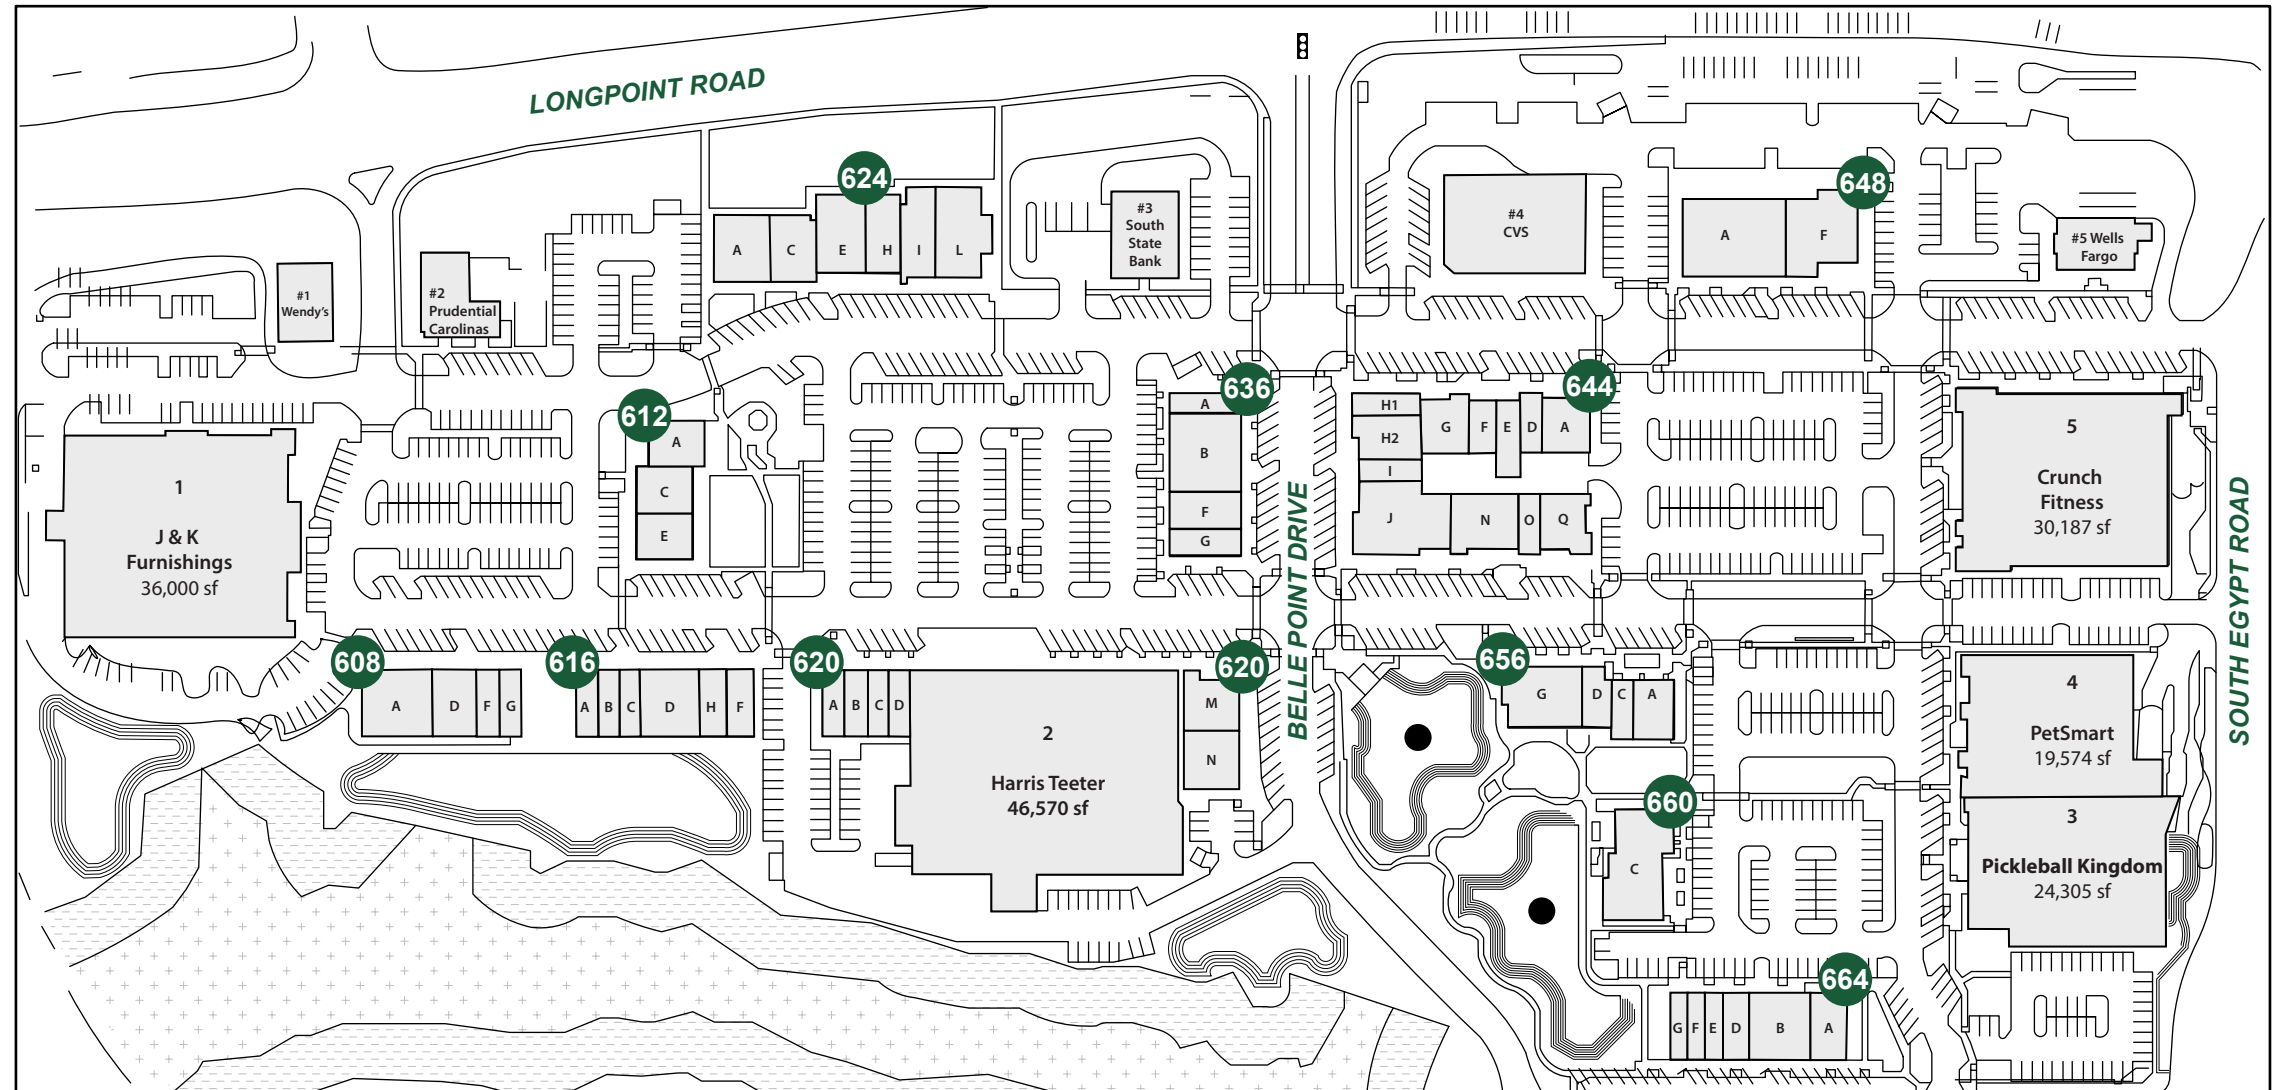 LONGPOINT ROAD
624
A C E H I L
#3
South
State
Bank
#4
CVS
648
A F
#5 Wells
Fargo
#1
Wendy's
#2
Prudential
Carolinas
612
A
C
E
636
A
B
F
G
BELLE POINT DRIVE
644
H1
H2
I
J
G F E D A
N O Q
5
Crunch
Fitness
30,187 sf
SOUTH EGYPT ROAD
1
J & K
Furnishings
36,000 sf
608
A D F G
616
A B C D H F
620
A B C D
2
Harris Teeter
46,570 sf
620
M
N
656
G D C A
4
PetSmart
19,574 sf
660
C
3
Pickleball Kingdom
24,305 sf
664
G F E D B A